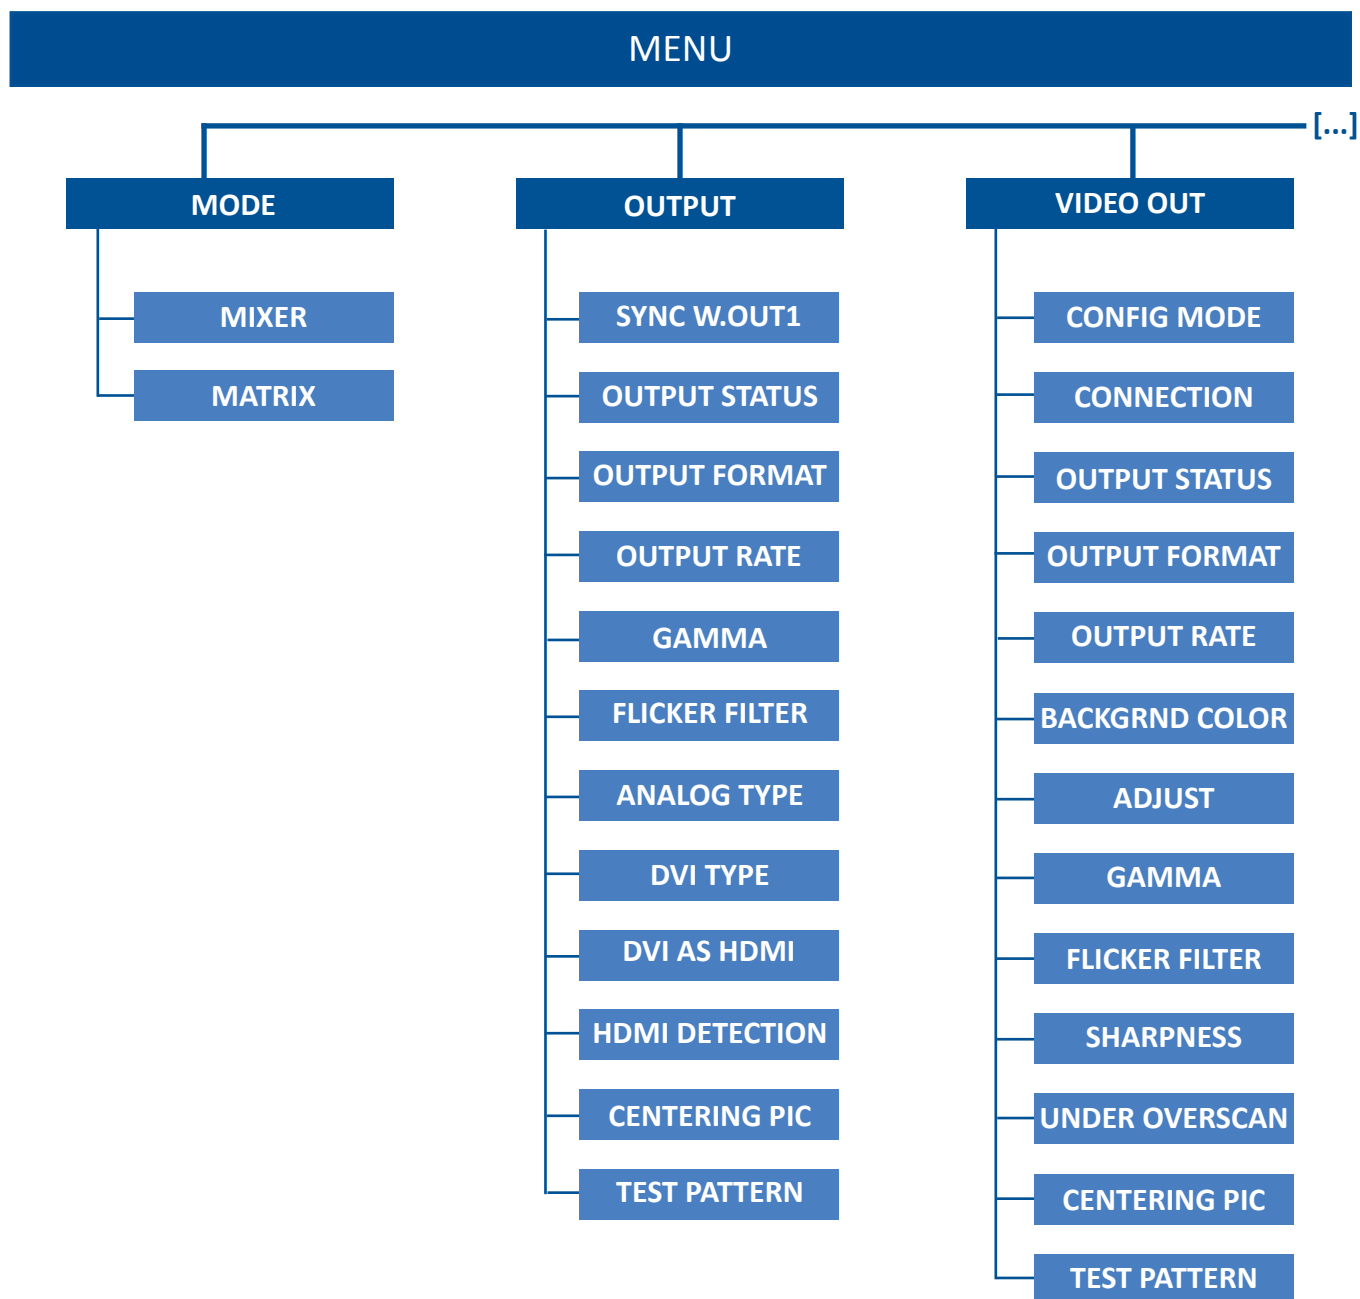 MENU
[...]
MODE
MIXER
MATRIX
OUTPUT
SYNC W.OUT1
OUTPUT STATUS
OUTPUT FORMAT
OUTPUT RATE
GAMMA
FLICKER FILTER
ANALOG TYPE
DVI TYPE
DVI AS HDMI
HDMI DETECTION
CENTERING PIC
TEST PATTERN
VIDEO OUT
CONFIG MODE
CONNECTION
OUTPUT STATUS
OUTPUT FORMAT
OUTPUT RATE
BACKGRND COLOR
ADJUST
GAMMA
FLICKER FILTER
SHARPNESS
UNDER OVERSCAN
CENTERING PIC
TEST PATTERN